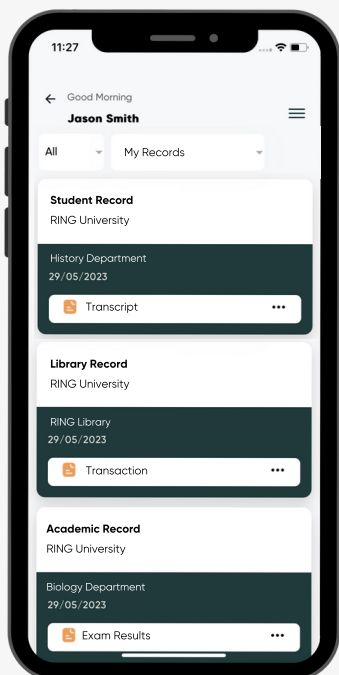 11:27
Good Morning
Jason Smith
All
My Records
Student Record
RING University
History Department
29/05/2023
Transcript
Library Record
RING University
RING Library
29/05/2023
Transaction
Academic Record
RING University
Biology Department
29/05/2023
Exam Results